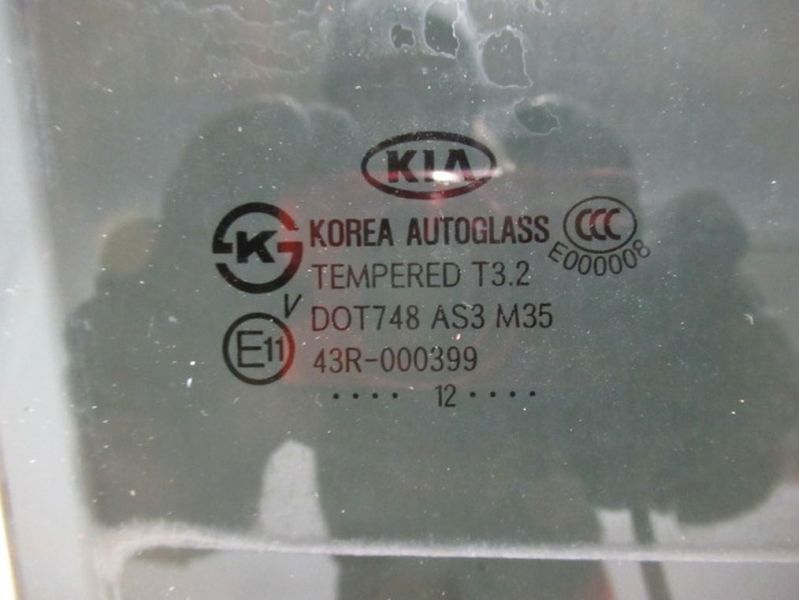 KIA
K KOREA AUTOGLASS CCC
E000008
TEMPERED T3.2
V DOT748 AS3 M35
E11 43R-000399
.... 12 ....